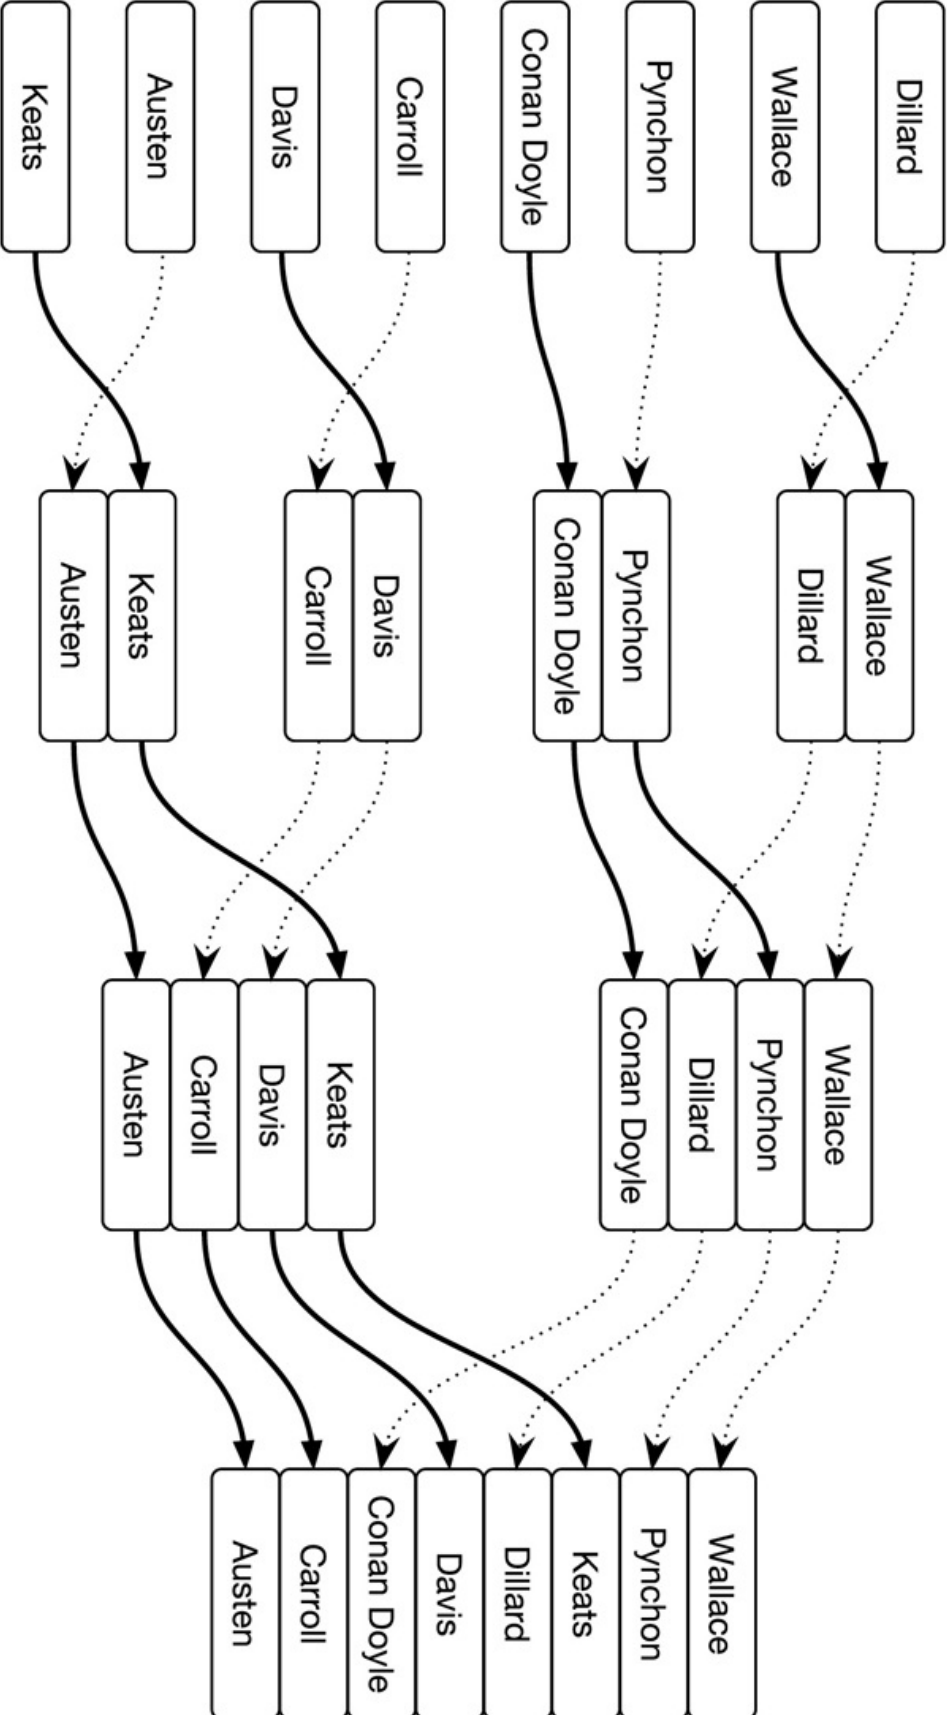 Dillard
Wallace
Pynchon
Conan Doyle
Carroll
Davis
Austen
Keats
Wallace
Dillard
Pynchon
Conan Doyle
Davis
Carroll
Keats
Austen
Wallace
Pynchon
Dillard
Conan Doyle
Keats
Davis
Carroll
Austen
Wallace
Pynchon
Keats
Dillard
Davis
Conan Doyle
Carroll
Austen